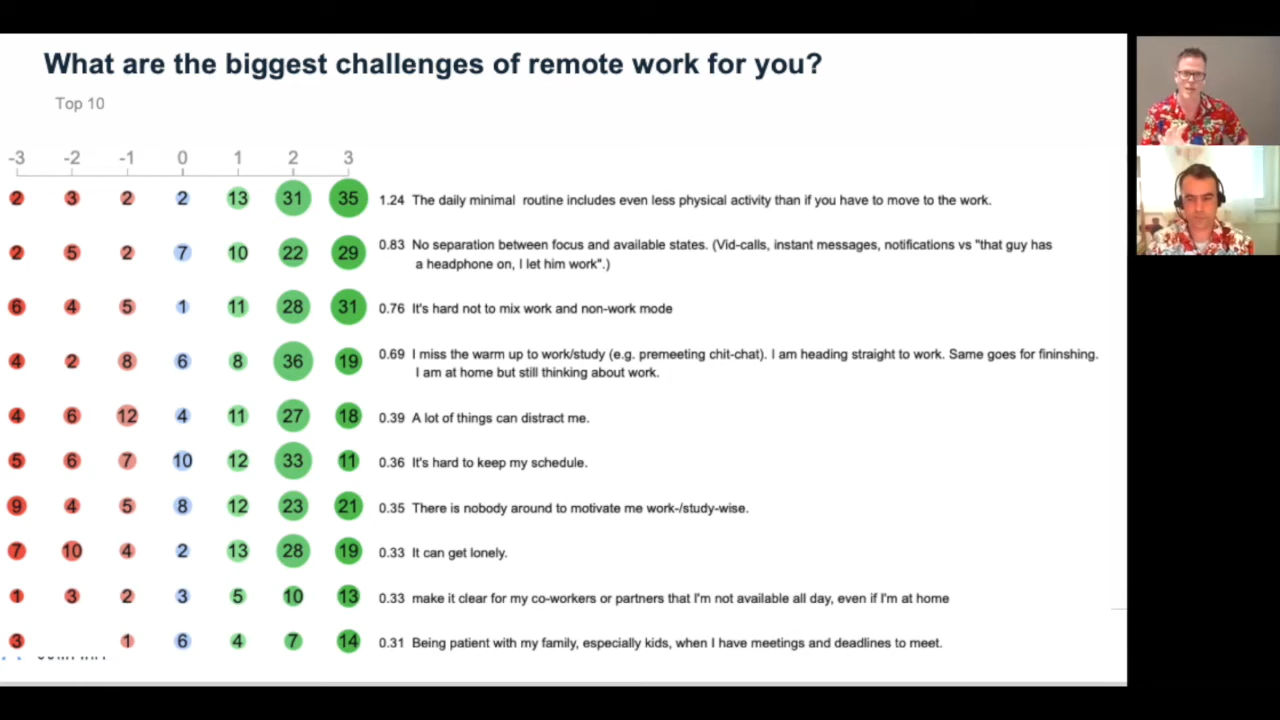 What are the biggest challenges of remote work for you?
Top 10
-3 -2 -1 0 1 2 3
2 3 2 2 13 31 35 1.24 The daily minimal routine includes even less physical activity than if you have to move to the work.
2 5 2 7 10 22 29 0.83 No separation between focus and available states. (Vid-calls, instant messages, notifications vs "that guy has
a headphone on, I let him work".)
6 4 5 1 11 28 31 0.76 It's hard not to mix work and non-work mode
4 2 8 6 8 36 19 0.69 I miss the warm up to work/study (e.g. premeeting chit-chat). I am heading straight to work. Same goes for fininshing.
I am at home but still thinking about work.
4 6 12 4 11 27 18 0.39 A lot of things can distract me.
5 6 7 10 12 33 11 0.36 It's hard to keep my schedule.
9 4 5 8 12 23 21 0.35 There is nobody around to motivate me work-/study-wise.
7 10 4 2 13 28 19 0.33 It can get lonely.
1 3 2 3 5 10 13 0.33 make it clear for my co-workers or partners that I'm not available all day, even if I'm at home
3 1 6 4 7 14 0.31 Being patient with my family, especially kids, when I have meetings and deadlines to meet.